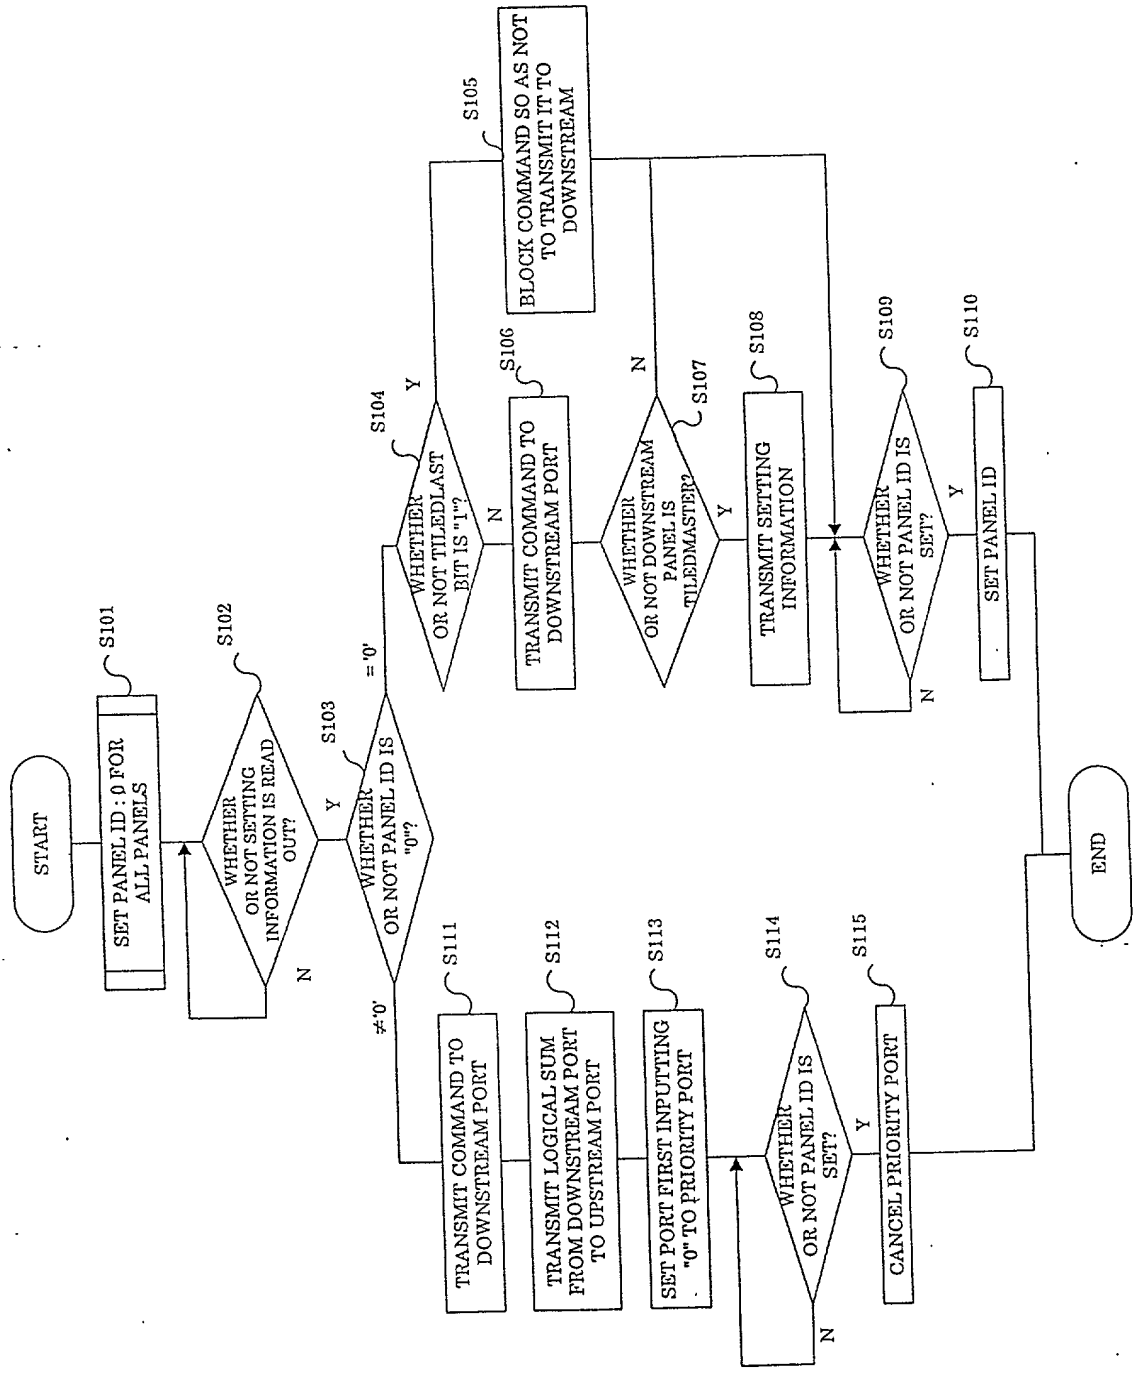 START
S101
SET PANEL ID : 0 FOR
ALL PANELS
S102
WHETHER
OR NOT SETTING
INFORMATION IS READ
OUT?
N
Y
S103
WHETHER
OR NOT PANEL ID IS
"0"?
≠'0'
= '0'
S104
WHETHER
OR NOT TILEDLAST
BIT IS "1"?
Y
N
S105
BLOCK COMMAND SO AS NOT
TO TRANSMIT IT TO
DOWNSTREAM
S106
TRANSMIT COMMAND TO
DOWNSTREAM PORT
S107
WHETHER
OR NOT DOWNSTREAM
PANEL IS
TILEDMASTER?
N
Y
S108
TRANSMIT SETTING
INFORMATION
S109
WHETHER
OR NOT PANEL ID IS
SET?
N
Y
S110
SET PANEL ID
S111
TRANSMIT COMMAND TO
DOWNSTREAM PORT
S112
TRANSMIT LOGICAL SUM
FROM DOWNSTREAM PORT
TO UPSTREAM PORT
S113
SET PORT FIRST INPUTTING
"0" TO PRIORITY PORT
S114
WHETHER
OR NOT PANEL ID IS
SET?
N
Y
S115
CANCEL PRIORITY PORT
END